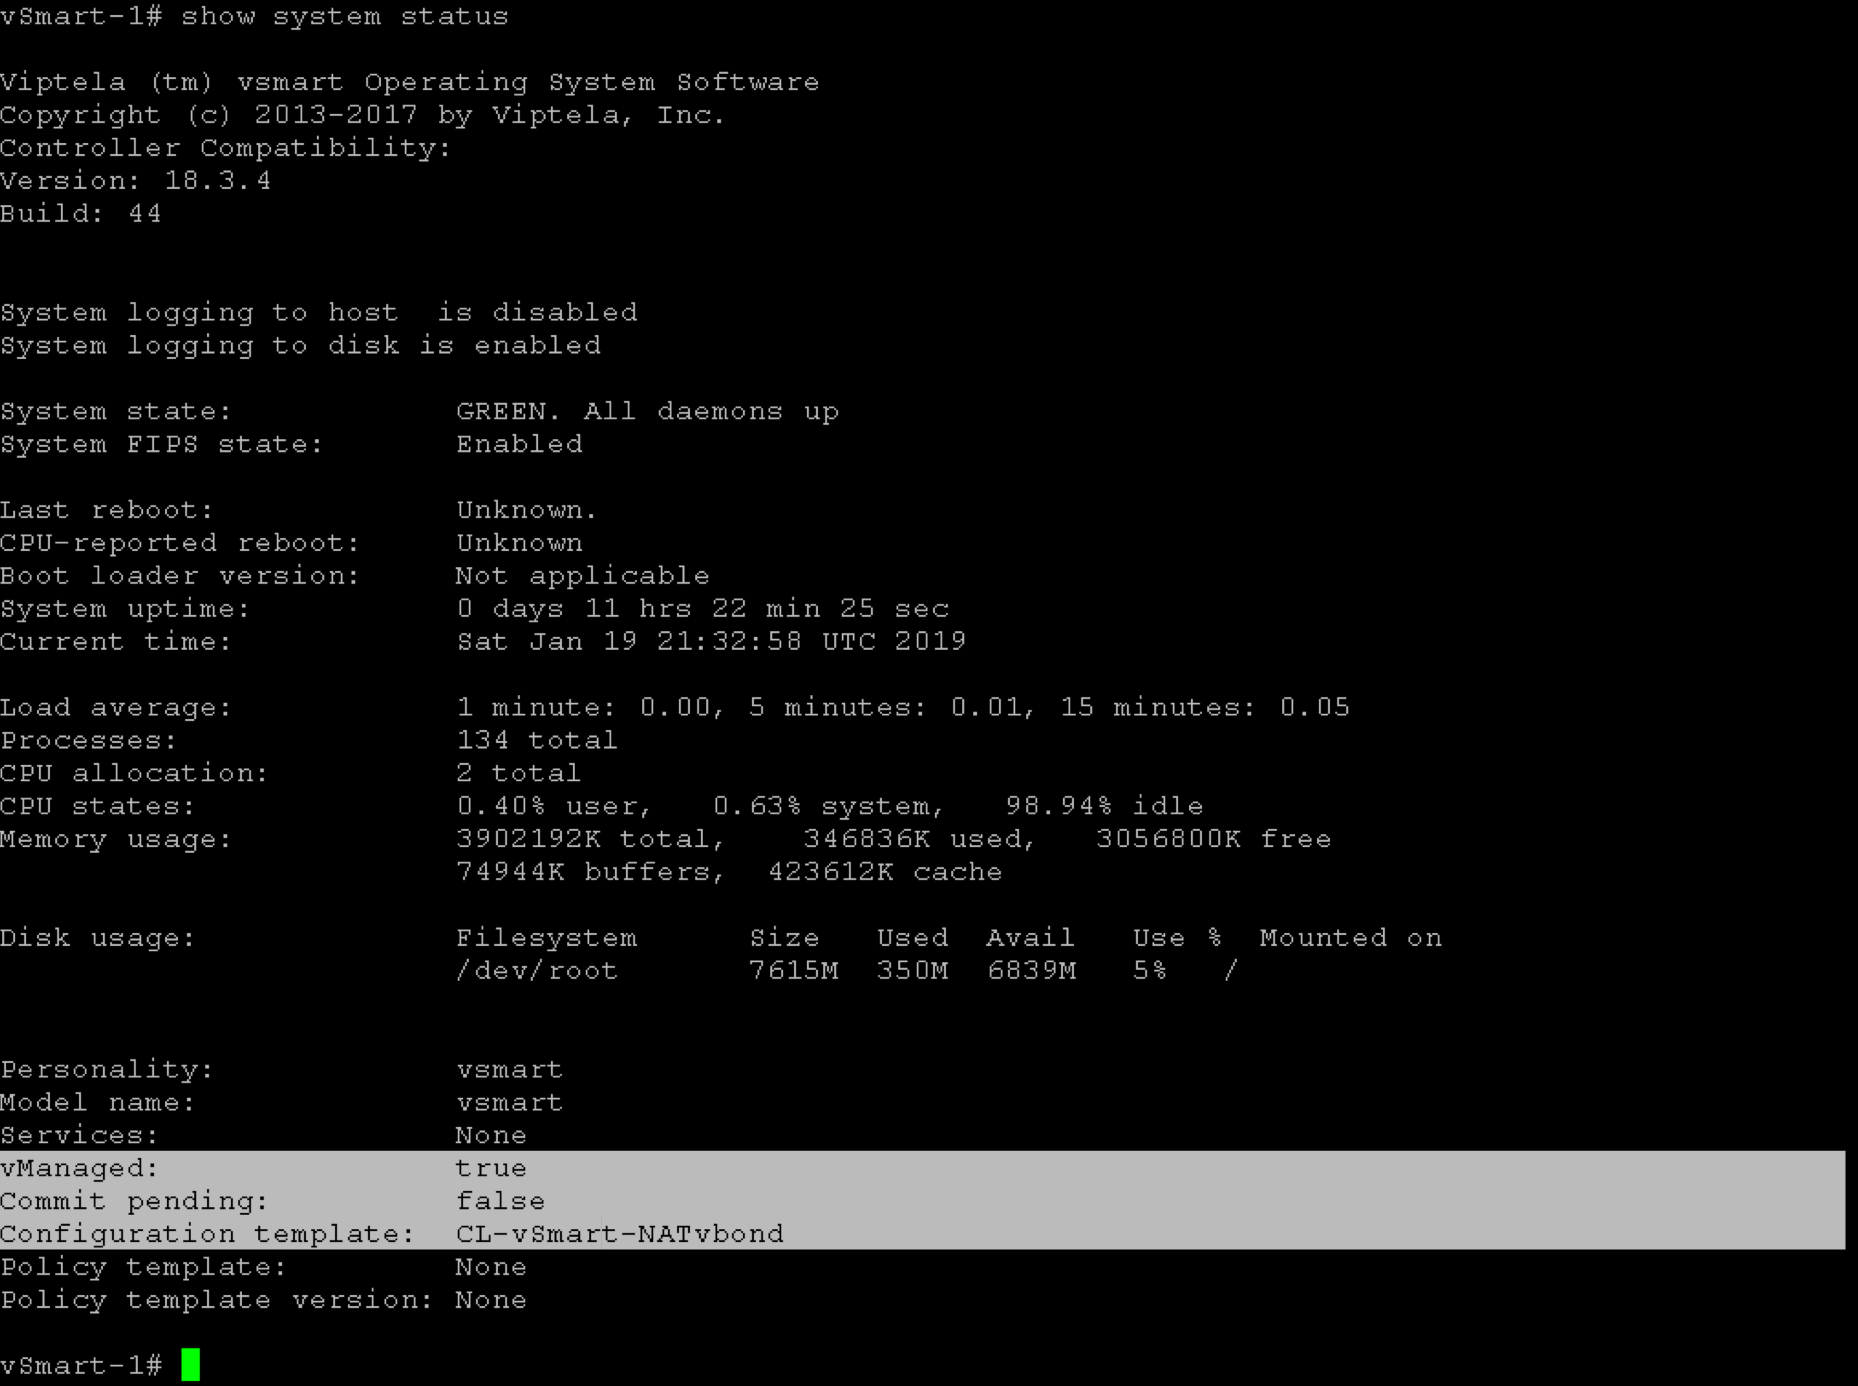 vSmart-1# show system status
Viptela (tm) vsmart Operating System Software
Copyright (c) 2013-2017 by Viptela, Inc.
Controller Compatibility:
Version: 18.3.4
Build: 44
System logging to host  is disabled
System logging to disk is enabled
System state:            GREEN. All daemons up
System FIPS state:       Enabled
Last reboot:             Unknown.
CPU-reported reboot:     Unknown
Boot loader version:     Not applicable
System uptime:           0 days 11 hrs 22 min 25 sec
Current time:            Sat Jan 19 21:32:58 UTC 2019
Load average:            1 minute: 0.00, 5 minutes: 0.01, 15 minutes: 0.05
Processes:               134 total
CPU allocation:          2 total
CPU states:              0.40% user,   0.63% system,   98.94% idle
Memory usage:            3902192K total,    346836K used,   3056800K free
                         74944K buffers,  423612K cache
Disk usage:              Filesystem      Size   Used  Avail   Use %  Mounted on
                         /dev/root       7615M  350M  6839M   5%   /
Personality:             vsmart
Model name:              vsmart
Services:                None
vManaged:                true
Commit pending:          false
Configuration template:  CL-vSmart-NATvbond
Policy template:         None
Policy template version: None
vSmart-1#